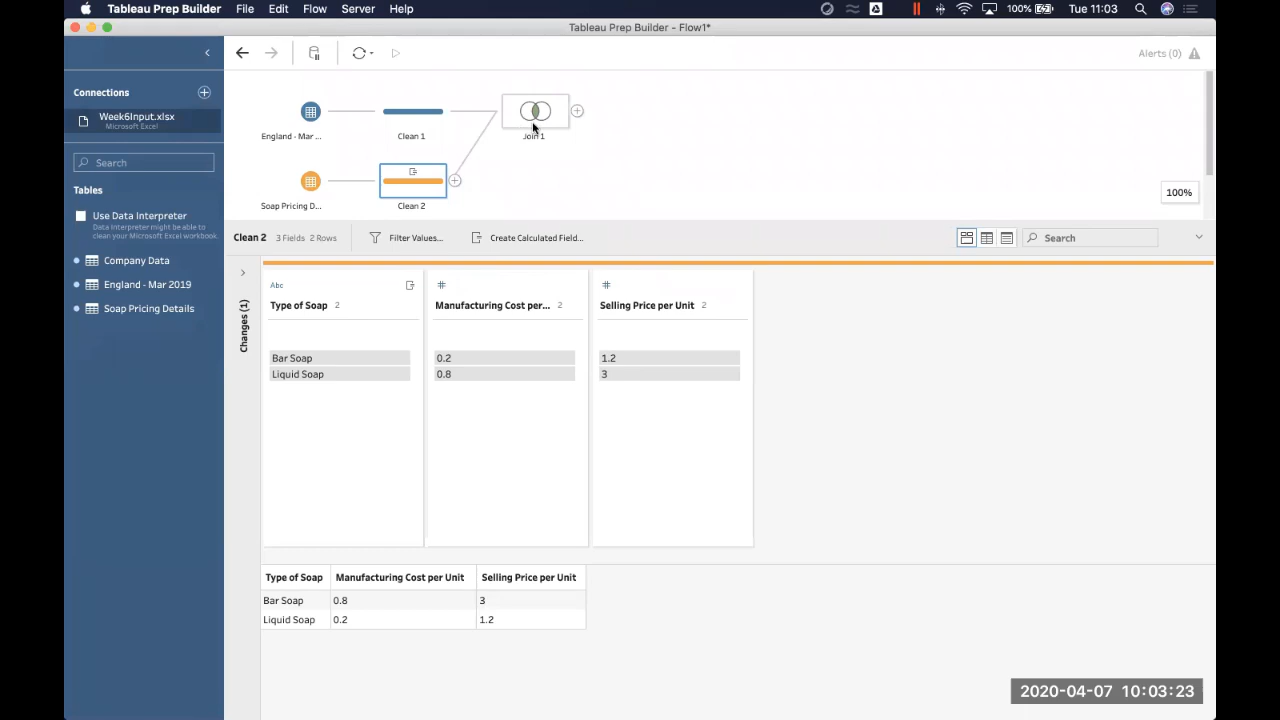 Tableau Prep Builder File Edit Flow Server Help 100% Tue 11:03
Tableau Prep Builder - Flow1*
Alerts (0)
Connections
Week6Input.xlsx
Microsoft Excel
Search
Tables
Use Data Interpreter
Data Interpreter might be able to
clean your Microsoft Excel workbook.
Company Data
England - Mar 2019
Soap Pricing Details
England - Mar ...
Clean 1
Join 1
Soap Pricing D...
Clean 2
100%
Clean 2 3 Fields 2 Rows Filter Values... Create Calculated Field... Search
Changes (1)
Abc
Type of Soap 2
Bar Soap
Liquid Soap
#
Manufacturing Cost per... 2
0.2
0.8
#
Selling Price per Unit 2
1.2
3
Type of Soap Manufacturing Cost per Unit Selling Price per Unit
Bar Soap 0.8 3
Liquid Soap 0.2 1.2
2020-04-07 10:03:23